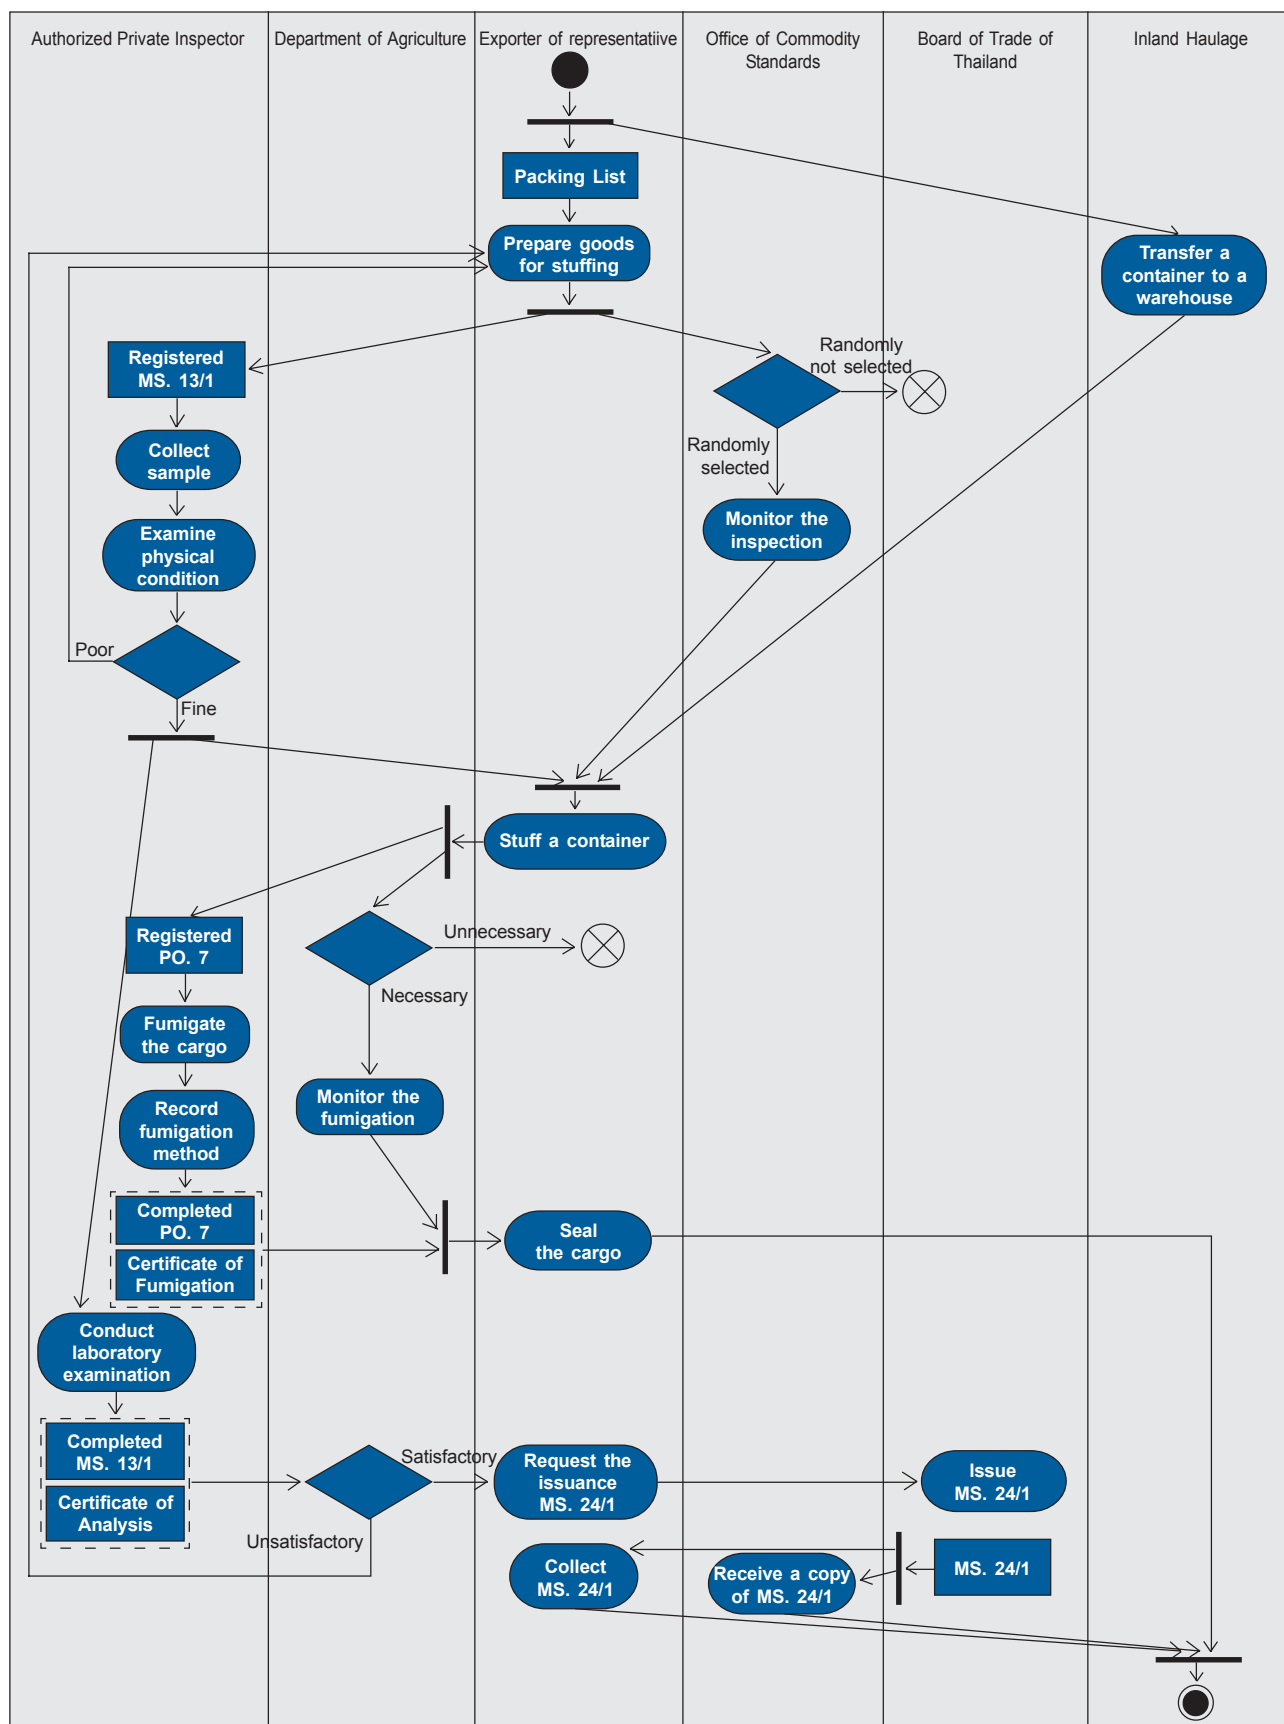 Authorized Private Inspector
Department of Agriculture
Exporter of representatiive
Office of Commodity
Standards
Board of Trade of
Thailand
Inland Haulage
Packing List
Prepare goods
for stuffing
Transfer a
container to a
warehouse
Registered
MS. 13/1
Randomly
not selected
Collect
sample
Randomly
selected
Monitor the
inspection
Examine
physical
condition
Poor
Fine
Stuff a container
Registered
PO. 7
Unnecessary
Necessary
Fumigate
the cargo
Monitor the
fumigation
Record
fumigation
method
Completed
PO. 7
Certificate of
Fumigation
Seal
the cargo
Conduct
laboratory
examination
Completed
MS. 13/1
Certificate of
Analysis
Satisfactory
Unsatisfactory
Request the
issuance
MS. 24/1
Issue
MS. 24/1
Collect
MS. 24/1
Receive a copy
of MS. 24/1
MS. 24/1